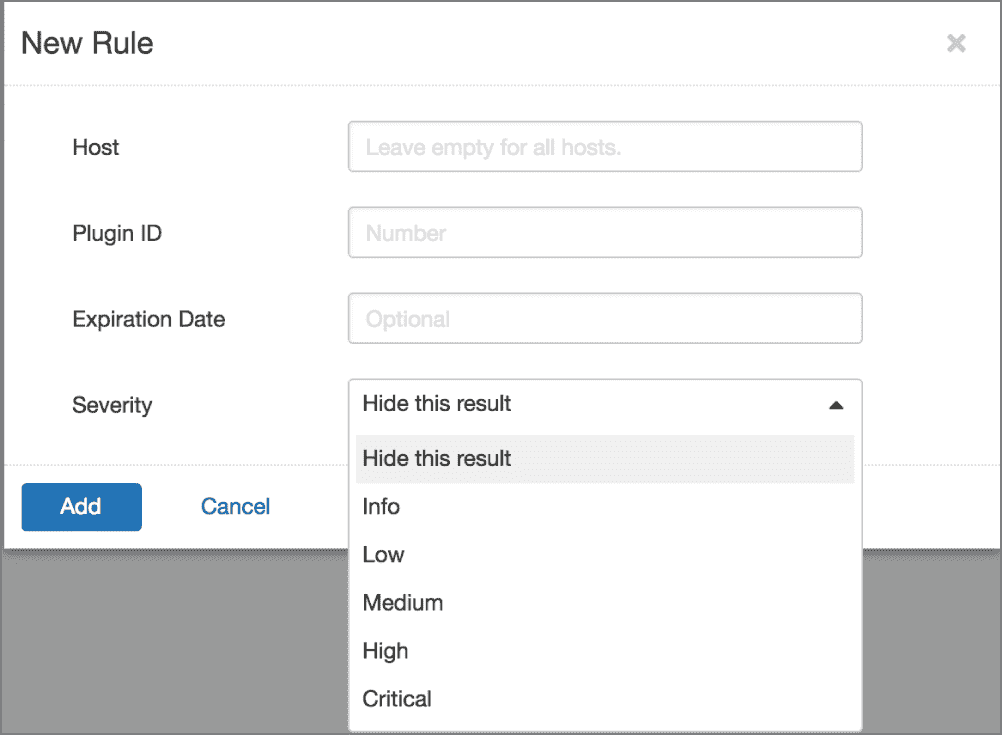 New Rule
Host
Leave empty for all hosts.
Plugin ID
Number
Expiration Date
Optional
Severity
Hide this result
Hide this result
Info
Low
Medium
High
Critical
Add
Cancel